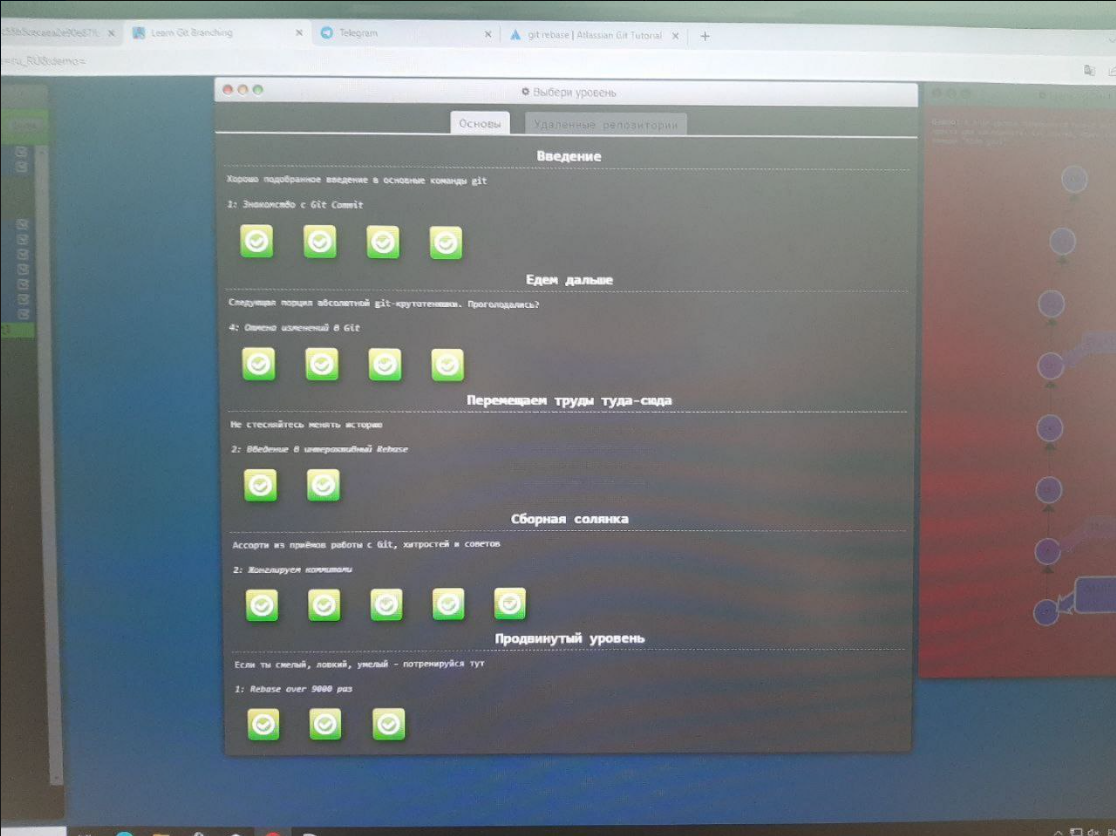 Learn Git Branching
Telegram
git rebase | Atlassian Git Tutorial
=ru_RU&demo=
Выбери уровень
Основы
Удаленные репозитории
Введение
Хорошо подобранное введение в основные команды git
1: Знакомство с Git Commit
Едем дальше
Следующая порция абсолютной git-крутотенюшки. Проголодались?
4: Отмена изменений в Git
Перемещаем труды туда-сюда
Не стесняйтесь менять историю
2: Введение в интерактивный Rebase
Сборная солянка
Ассорти из приёмов работы с Git, хитростей и советов
2: Жонглируем коммитами
Продвинутый уровень
Если ты смелый, ловкий, умелый – потренируйся тут
1: Rebase over 9000 раз